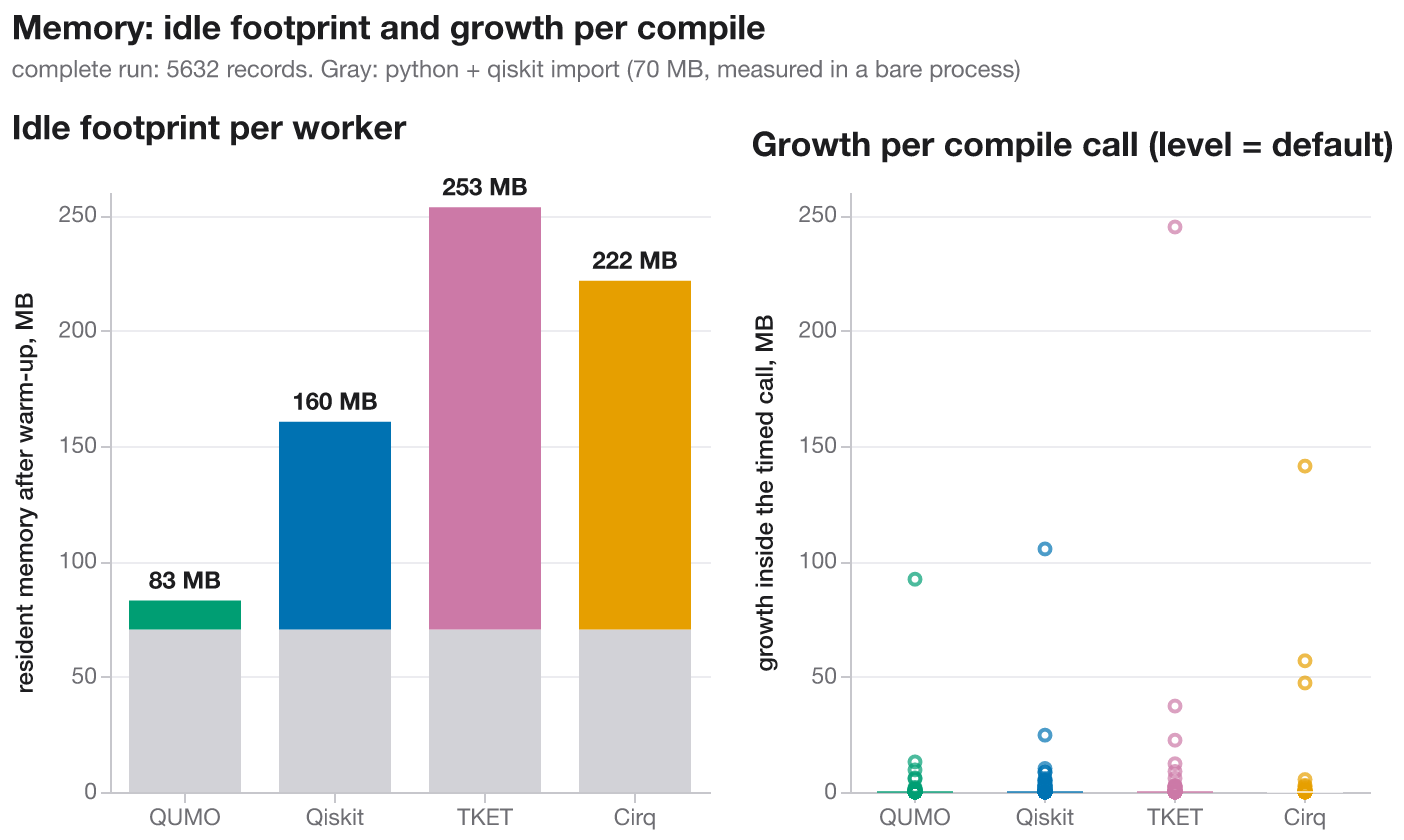 Memory: idle footprint and growth per compile
complete run: 5632 records. Gray: python + qiskit import (70 MB, measured in a bare process)
Idle footprint per worker
resident memory after warm-up, MB
250
200
150
100
50
0
83 MB
160 MB
253 MB
222 MB
QUMO
Qiskit
TKET
Cirq
Growth per compile call (level = default)
growth inside the timed call, MB
250
200
150
100
50
0
QUMO
Qiskit
TKET
Cirq